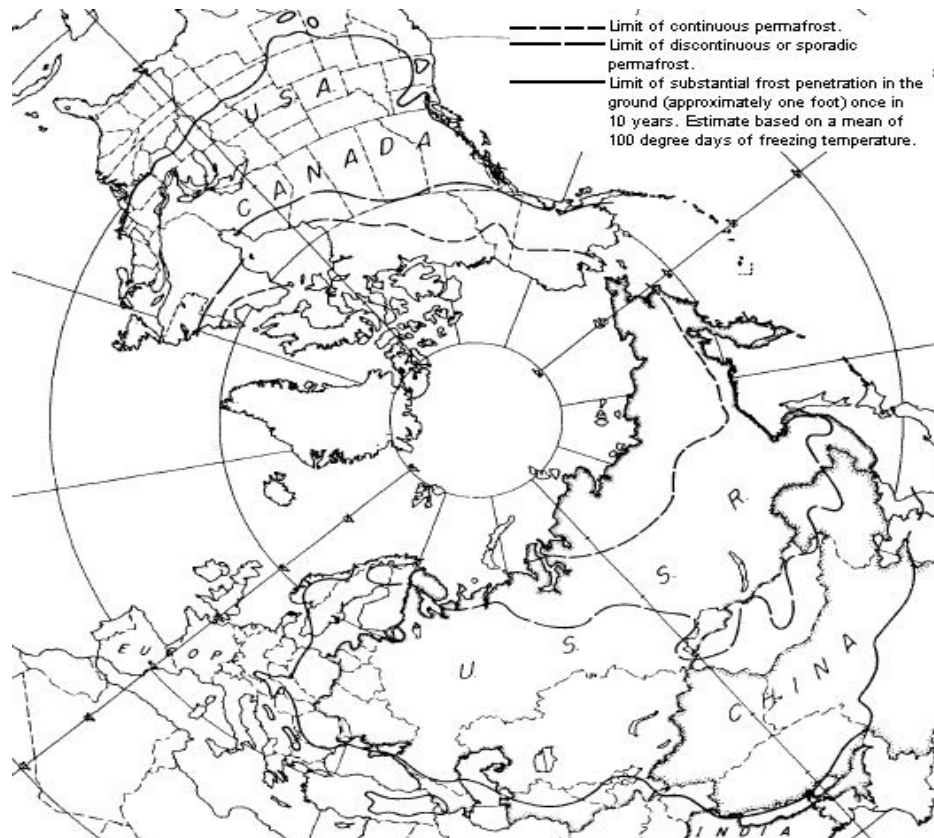 Limit of continuous permafrost.
Limit of discontinuous or sporadic
permafrost.
Limit of substantial frost penetration in the
ground (approximately one foot) once in
10 years. Estimate based on a mean of
100 degree days of freezing temperature.
U S A
C A N A D A
E U R O P E
U. S. S. R.
C H I N A
I N D I A